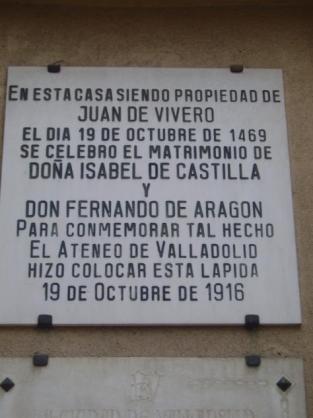 EN ESTA CASA SIENDO PROPIEDAD DE
JUAN DE VIVERO
EL DIA 19 DE OCTUBRE DE 1469
SE CELEBRO EL MATRIMONIO DE
DOÑA ISABEL DE CASTILLA
Y
DON FERNANDO DE ARAGON
PARA CONMEMORAR TAL HECHO
EL ATENEO DE VALLADOLID
HIZO COLOCAR ESTA LAPIDA
19 DE OCTUBRE DE 1916
CIUDAD DE